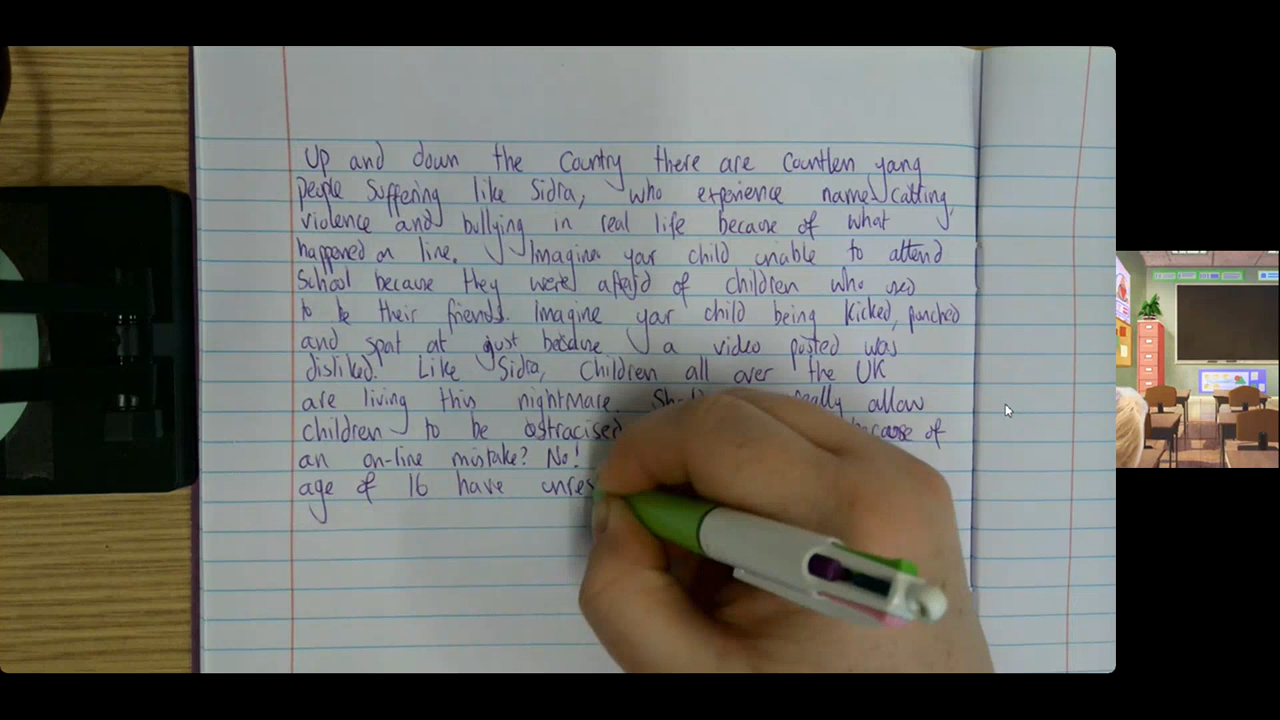 Up and down the Country there are Countless young
People suffering like Sidra, who experience name calling,
violence and bullying in real life because of what
happened on line. Imagine your child unable to attend
School because they were afraid of children who used
to be their friends. Imagine your child being kicked, punched
and spat at just because a video posted was
disliked. Like Sidra, Children all over the UK
are living this nightmare. really allow
children to be ostracised because of
an on-line mistake? No!
age of 16 have